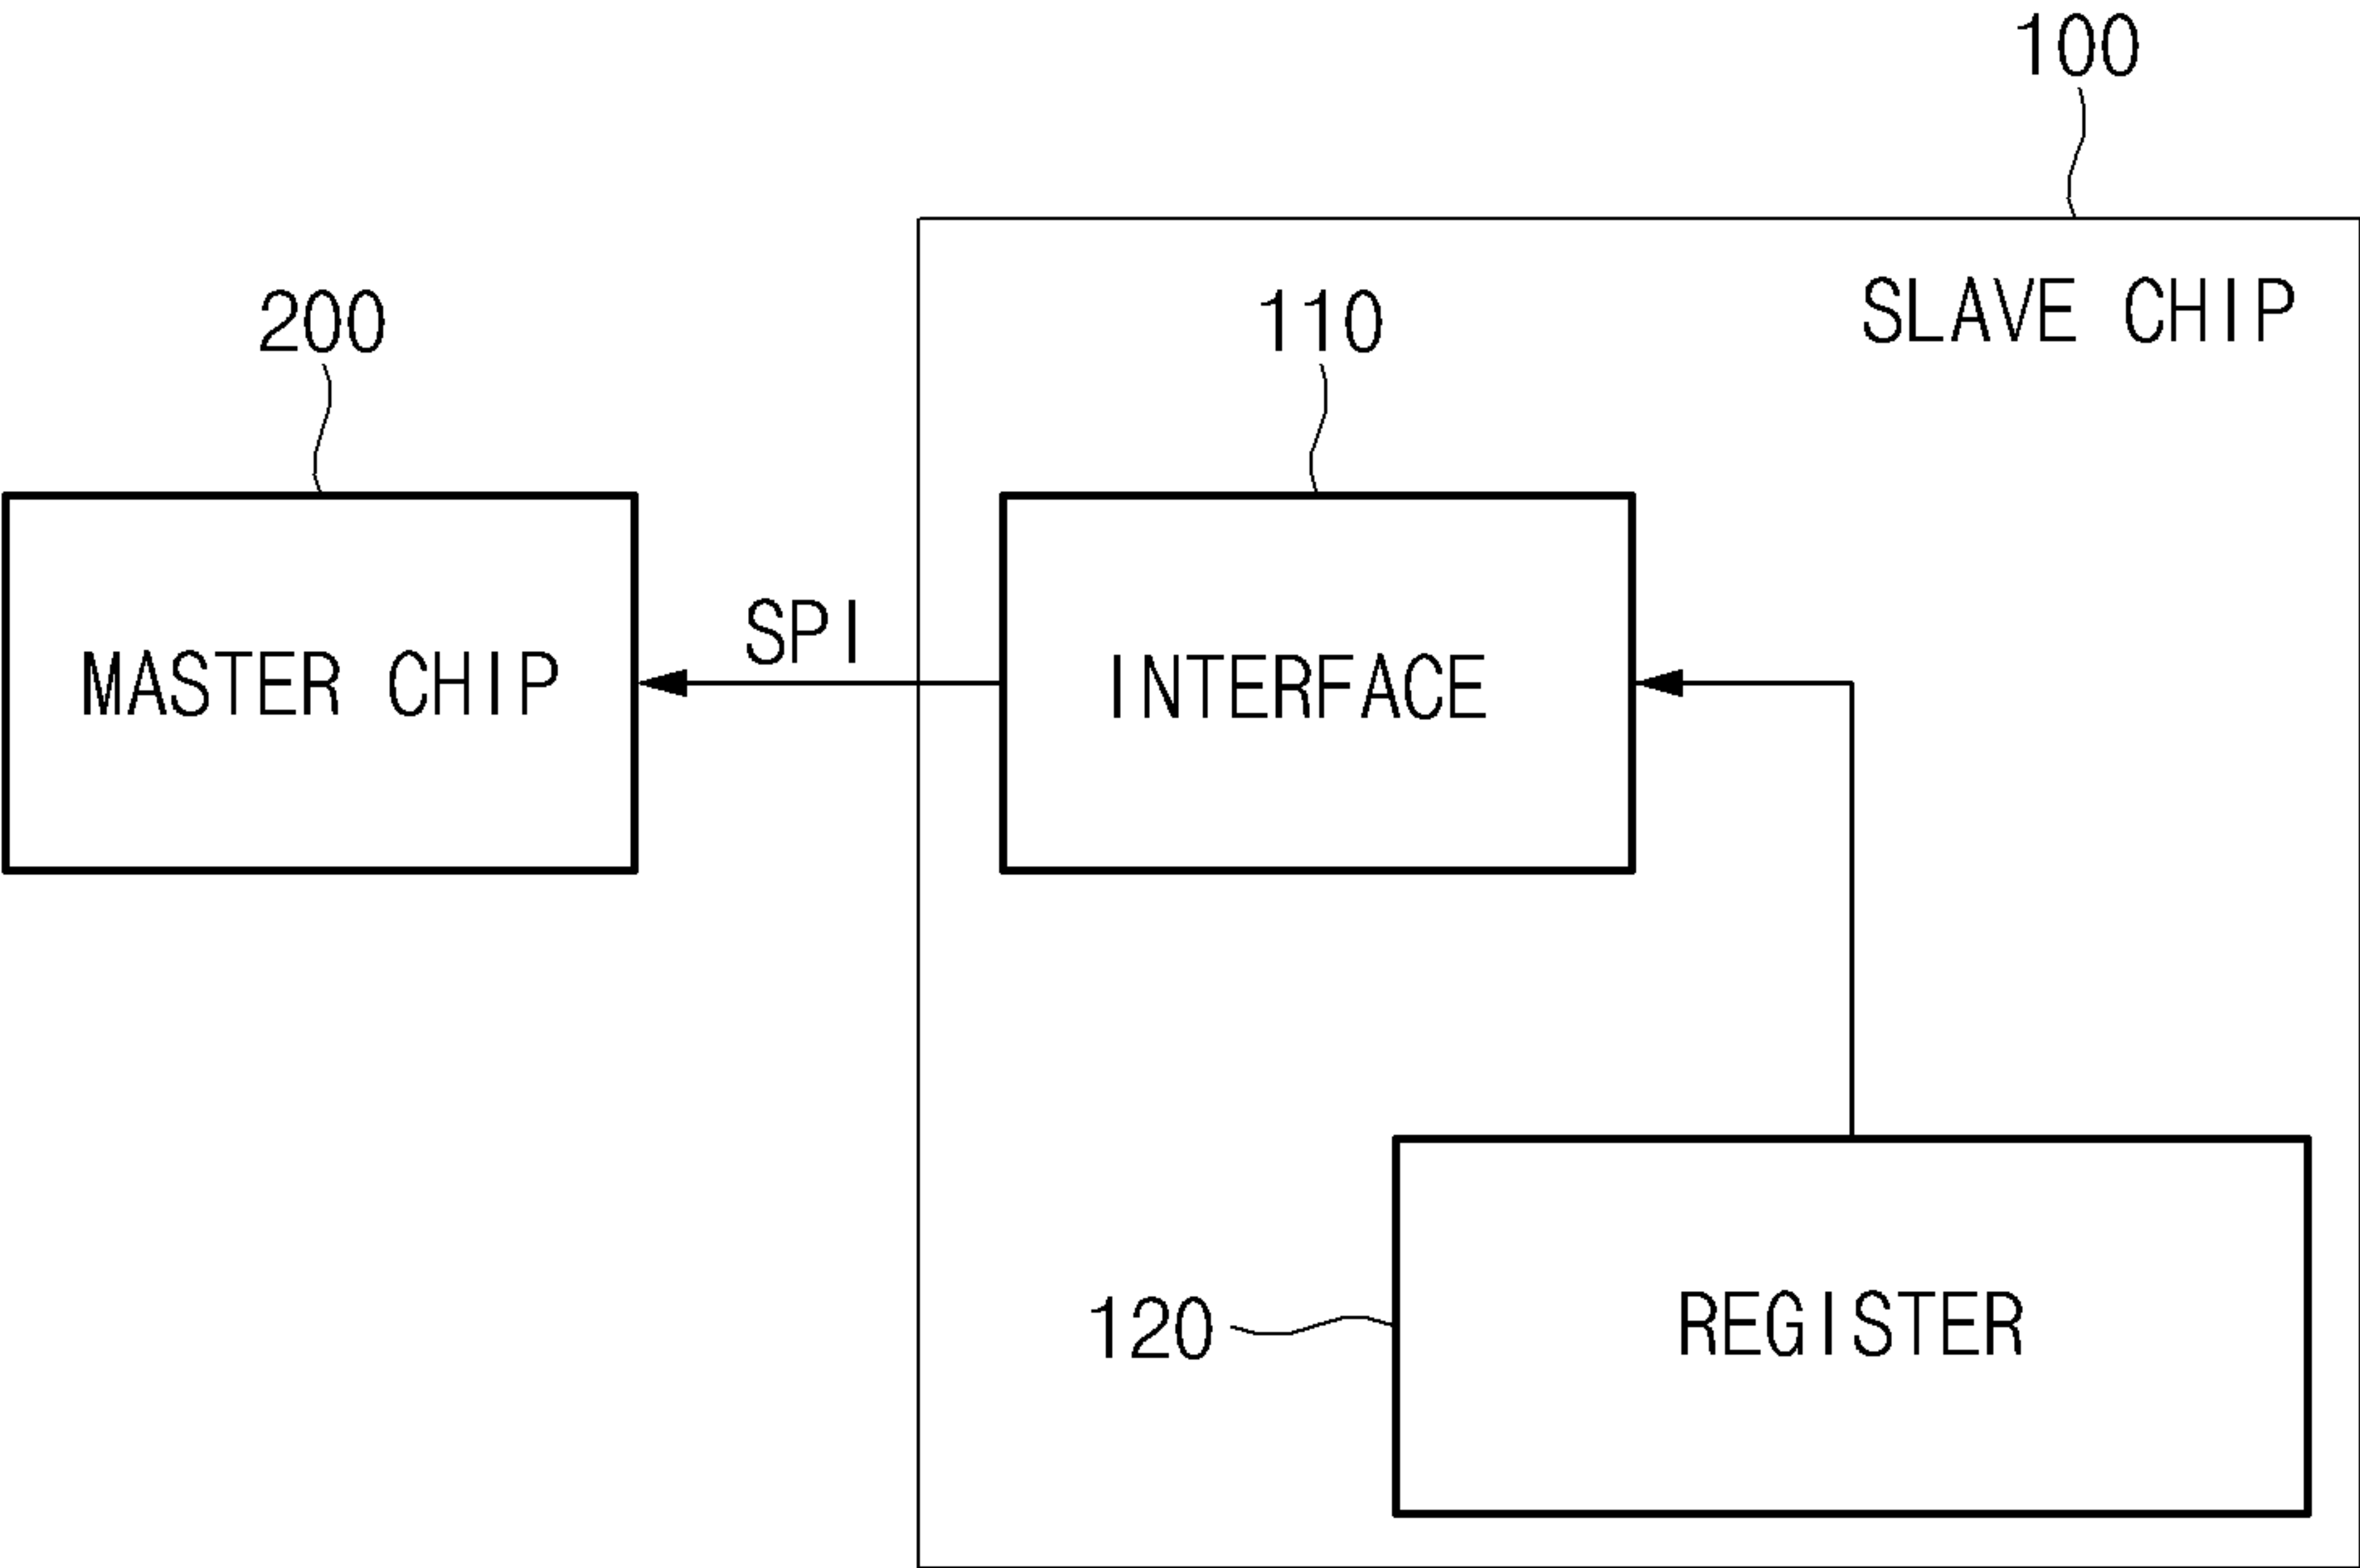 100
SLAVE CHIP
200
110
SPI
MASTER CHIP
INTERFACE
120
REGISTER